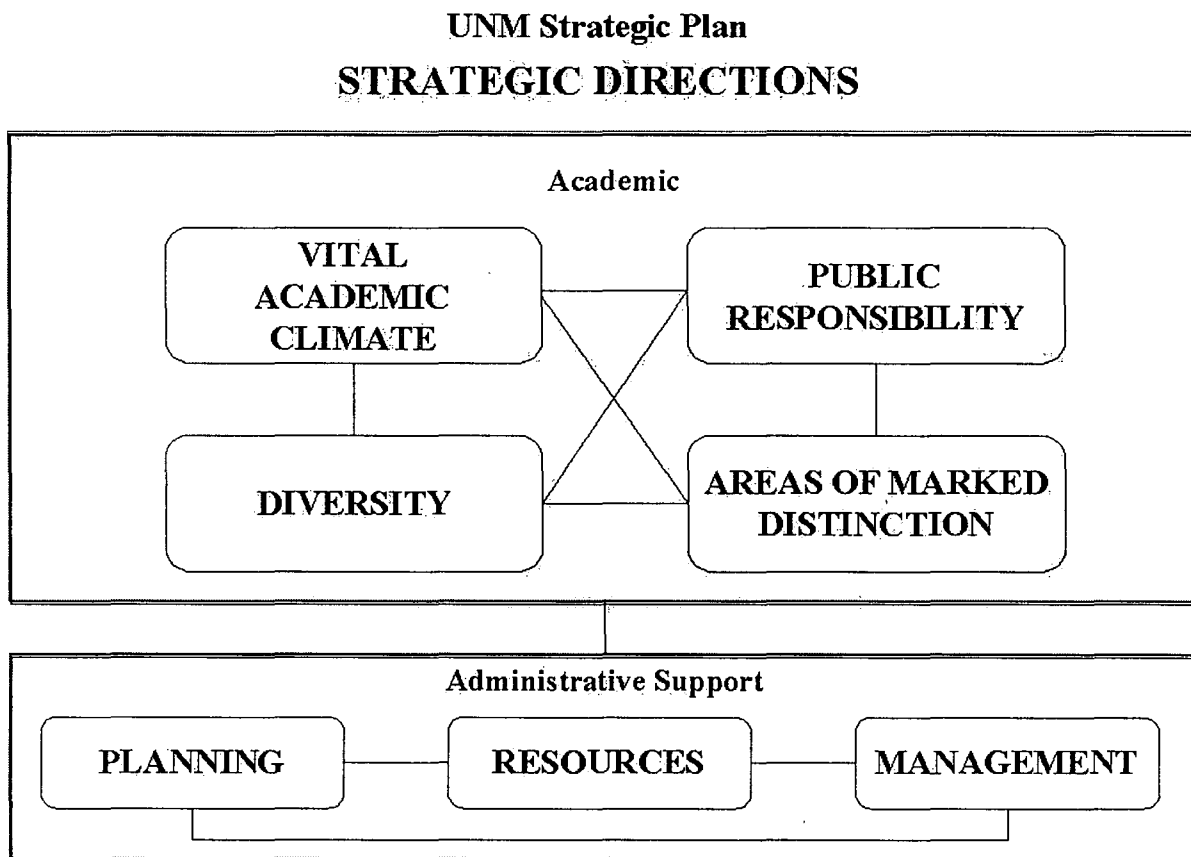 UNM Strategic Plan
STRATEGIC DIRECTIONS
Academic
VITAL
ACADEMIC
CLIMATE
PUBLIC
RESPONSIBILITY
DIVERSITY
AREAS OF MARKED
DISTINCTION
Administrative Support
PLANNING
RESOURCES
MANAGEMENT